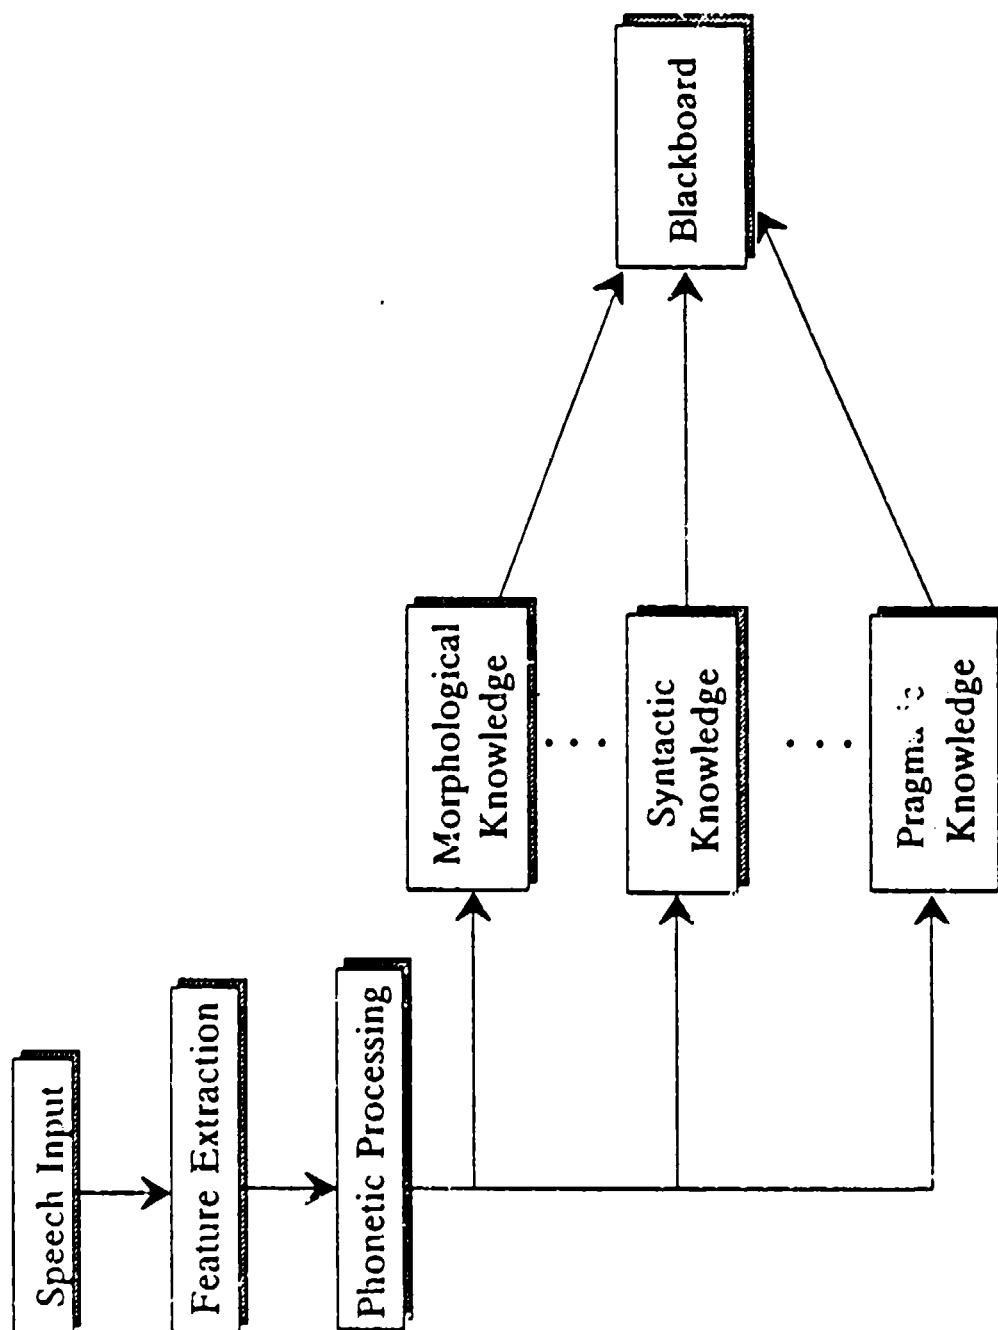 Speech Input
Feature Extraction
Phonetic Processing
Morphological
Knowledge
Syntactic
Knowledge
Knowledge
Blackboard